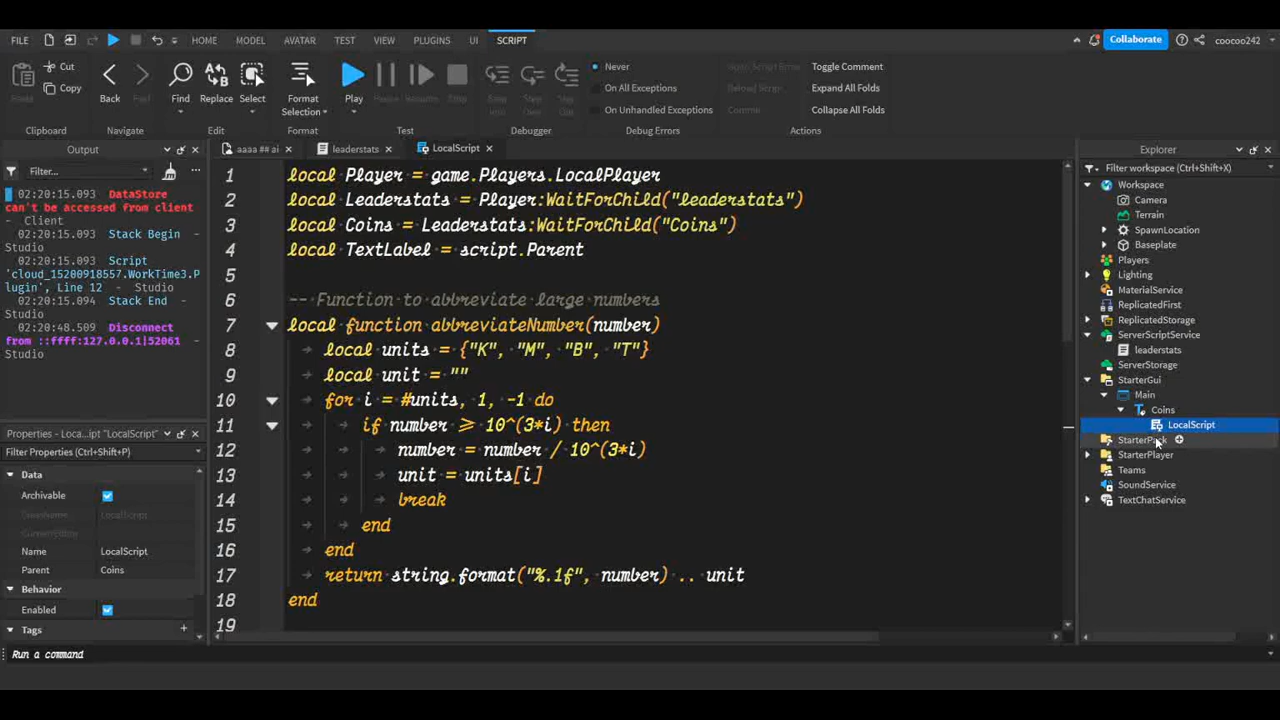 FILE HOME MODEL AVATAR TEST VIEW PLUGINS UI SCRIPT Collaborate coocoo242
Cut
Copy
Back
Find Replace Select
Format
Selection
Play
Never
On All Exceptions
On Unhandled Exceptions
Toggle Comment
Expand All Folds
Collapse All Folds
Clipboard Navigate Edit Format Test Debugger Debug Errors Actions
Output
Filter...
02:20:15.093 DataStore
can't be accessed from client
- Client
02:20:15.093 Stack Begin -
Studio
02:20:15.093 Script
'cloud_15200918557.WorkTime3.P
lugin', Line 12 - Studio
02:20:15.094 Stack End -
Studio
02:20:48.509 Disconnect
from ::ffff:127.0.0.1|52061
- Studio
Properties - Loca...ipt "LocalScript"
Filter Properties (Ctrl+Shift+P)
Data
Archivable
Name LocalScript
Parent Coins
Behavior
Enabled
Tags
aaaa ## ai leaderstats LocalScript
1 local Player = game.Players.LocalPlayer
2 local Leaderstats = Player:WaitForChild("leaderstats")
3 local Coins = Leaderstats:WaitForChild("Coins")
4 local TextLabel = script.Parent
5
6 -- Function to abbreviate large numbers
7 local function abbreviateNumber(number)
8 local units = {"K", "M", "B", "T"}
9 local unit = ""
10 for i = #units, 1, -1 do
11 if number >= 10^(3*i) then
12 number = number / 10^(3*i)
13 unit = units[i]
14 break
15 end
16 end
17 return string.format("%.1f", number) .. unit
18 end
19
Explorer
Filter workspace (Ctrl+Shift+X)
Workspace
Camera
Terrain
SpawnLocation
Baseplate
Players
Lighting
MaterialService
ReplicatedFirst
ReplicatedStorage
ServerScriptService
leaderstats
ServerStorage
StarterGui
Main
Coins
LocalScript
StarterPack
StarterPlayer
Teams
SoundService
TextChatService
Run a command